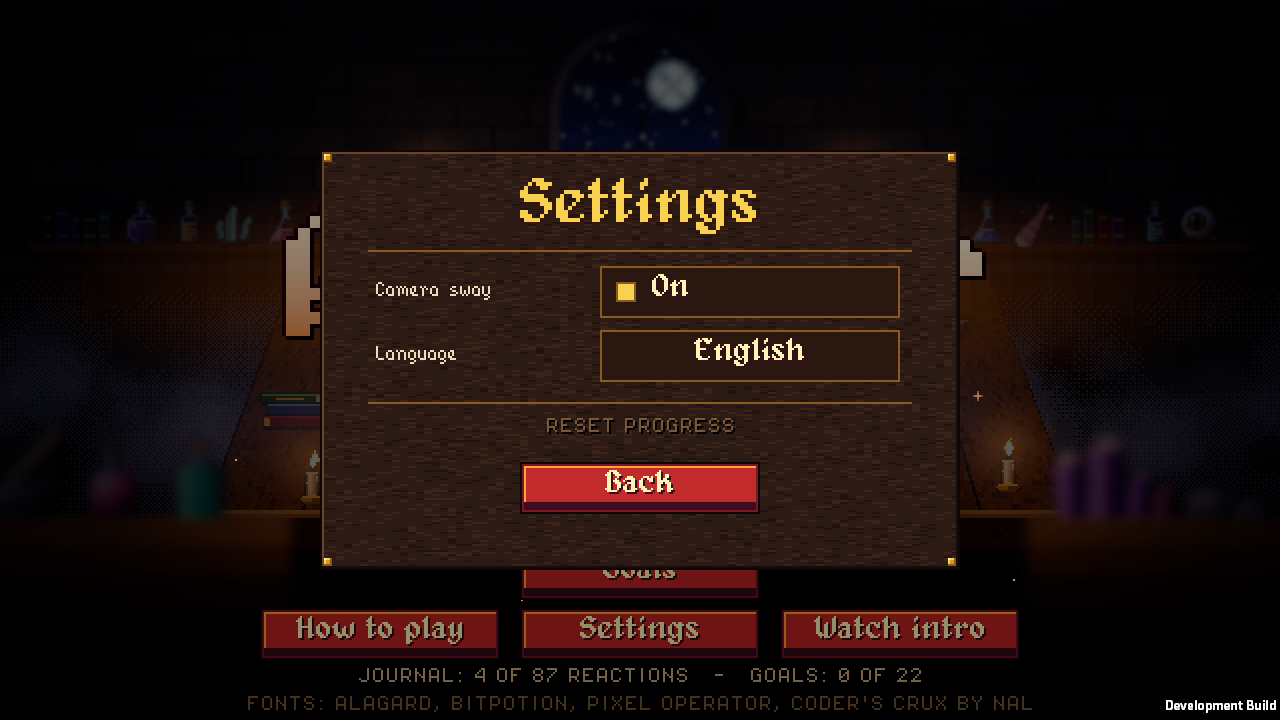 Settings
Camera sway On
Language English
RESET PROGRESS
Back
Goals
How to play Settings Watch intro
JOURNAL: 4 OF 87 REACTIONS - GOALS: 0 OF 22
FONTS: ALAGARD, BITPOTION, PIXEL OPERATOR, CODER'S CRUX BY NAL
Development Build